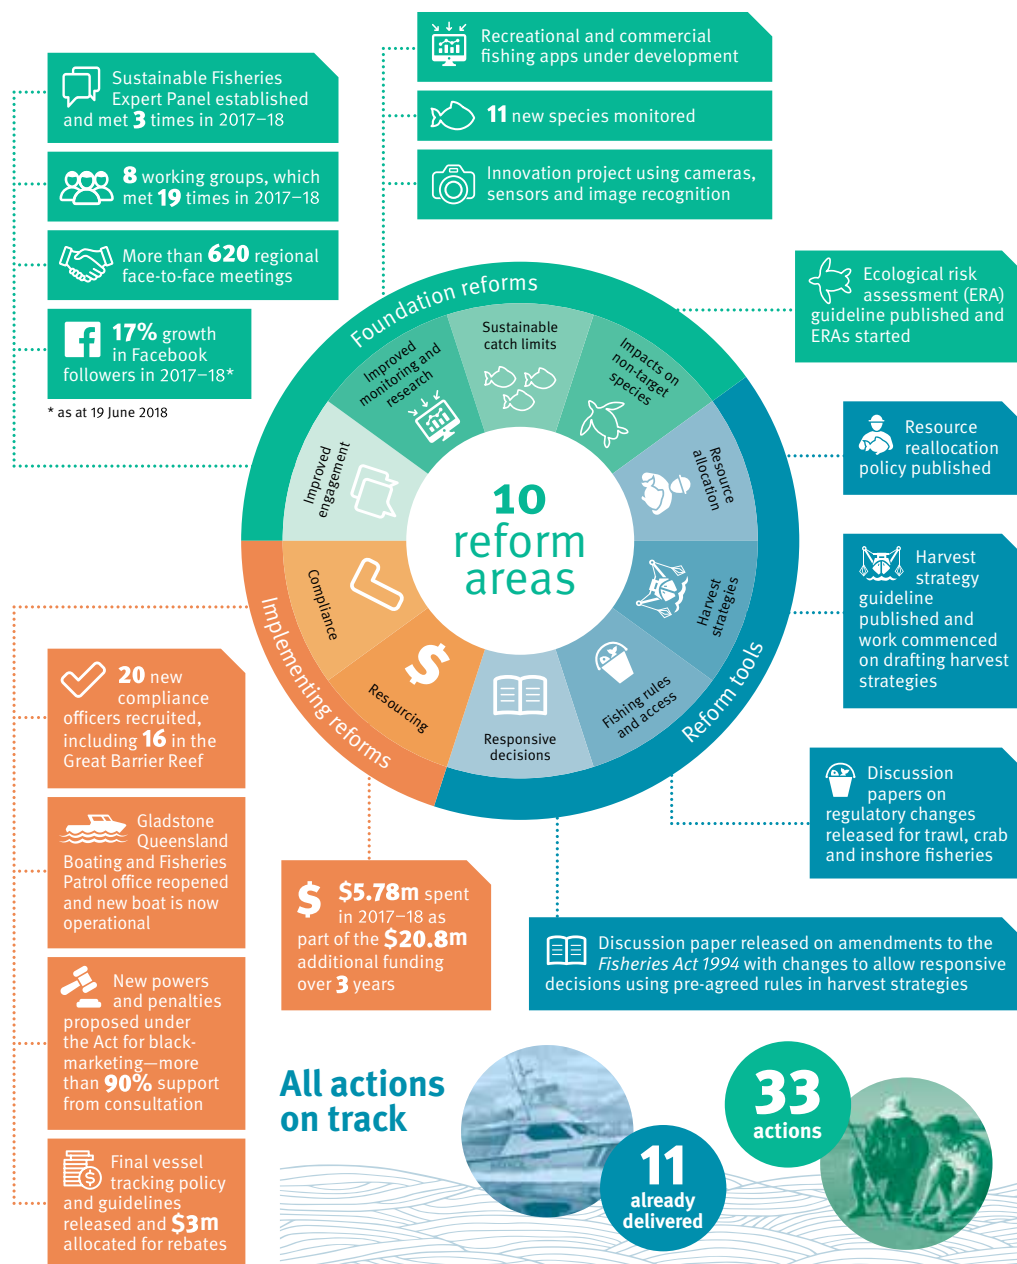 Recreational and commercial
fishing apps under development
11 new species monitored
Innovation project using cameras,
sensors and image recognition
Sustainable Fisheries
Expert Panel established
and met 3 times in 2017–18
8 working groups, which
met 19 times in 2017–18
More than 620 regional
face-to-face meetings
17% growth
in Facebook
followers in 2017–18*
* as at 19 June 2018
Ecological risk
assessment (ERA)
guideline published and
ERAs started
Resource
reallocation
policy published
Harvest
strategy
guideline
published and
work commenced
on drafting harvest
strategies
Discussion
papers on
regulatory changes
released for trawl, crab
and inshore fisheries
Discussion paper released on amendments to the
Fisheries Act 1994 with changes to allow responsive
decisions using pre-agreed rules in harvest strategies
Foundation reforms
Improved
engagement
Improved
monitoring and
research
Sustainable
catch limits
Impacts on
non-target
species
Reform tools
Resource
allocation
Harvest
strategies
Fishing rules
and access
Responsive
decisions
Implementing reforms
Resourcing
Compliance
10
reform
areas
20 new
compliance
officers recruited,
including 16 in the
Great Barrier Reef
Gladstone
Queensland
Boating and Fisheries
Patrol office reopened
and new boat is now
operational
New powers
and penalties
proposed under
the Act for black-
marketing—more
than 90% support
from consultation
Final vessel
tracking policy
and guidelines
released and $3m
allocated for rebates
$ $5.78m spent
in 2017–18 as
part of the $20.8m
additional funding
over 3 years
All actions
on track
33
actions
11
already
delivered